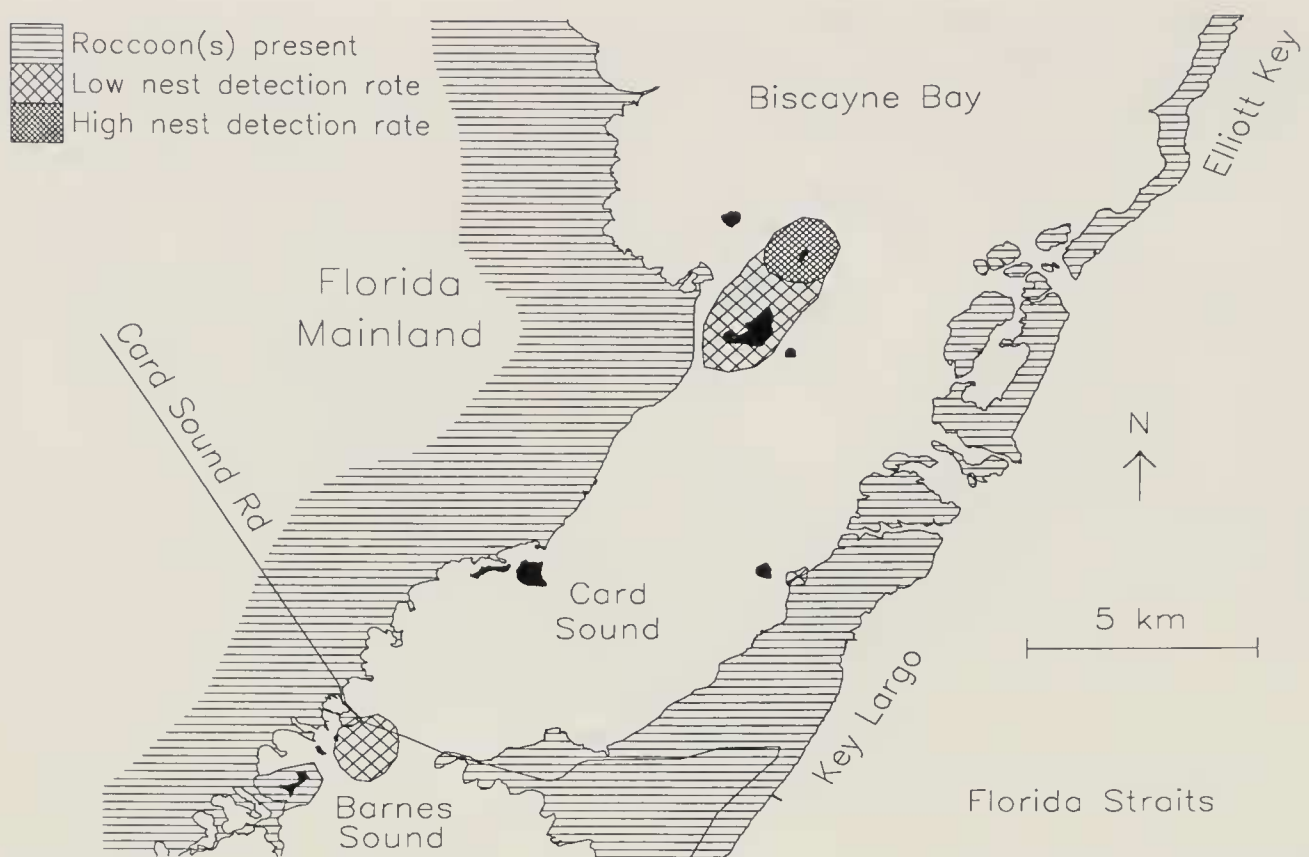 Roccoon(s) present
Low nest detection rote
High nest detection rate
Biscayne Bay
Elliott Key
Florida
Mainland
Card Sound Rd
N
Card
Sound
5 km
Key Largo
Barnes
Sound
Florida Straits